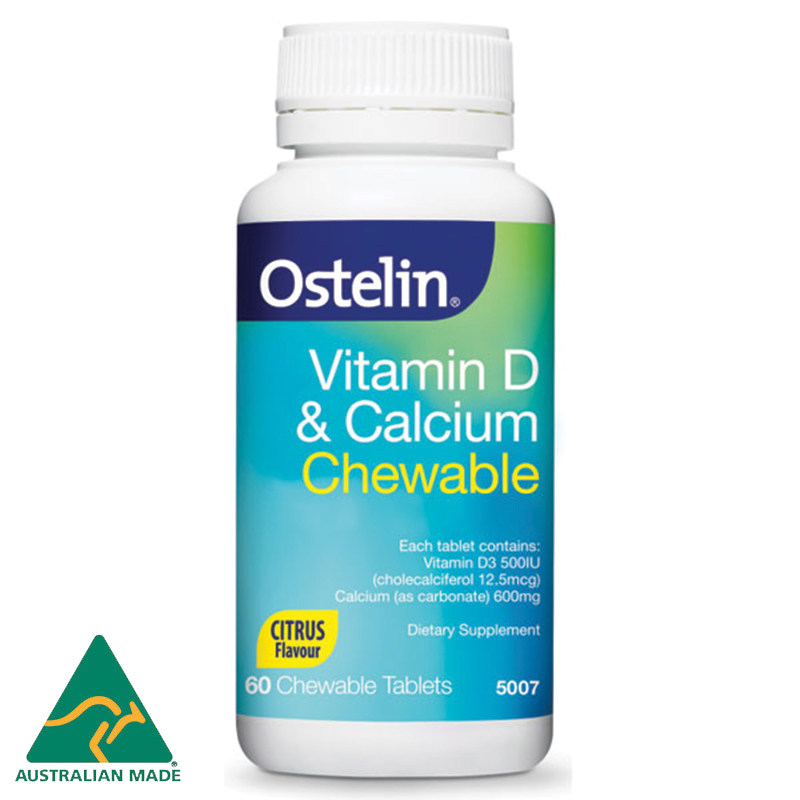 Ostelin®
Vitamin D
& Calcium
Chewable
Each tablet contains:
Vitamin D3 500IU
(cholecalciferol 12.5mcg)
Calcium (as carbonate) 600mg
Dietary Supplement
CITRUS
Flavour
60 Chewable Tablets 5007
AUSTRALIAN MADE